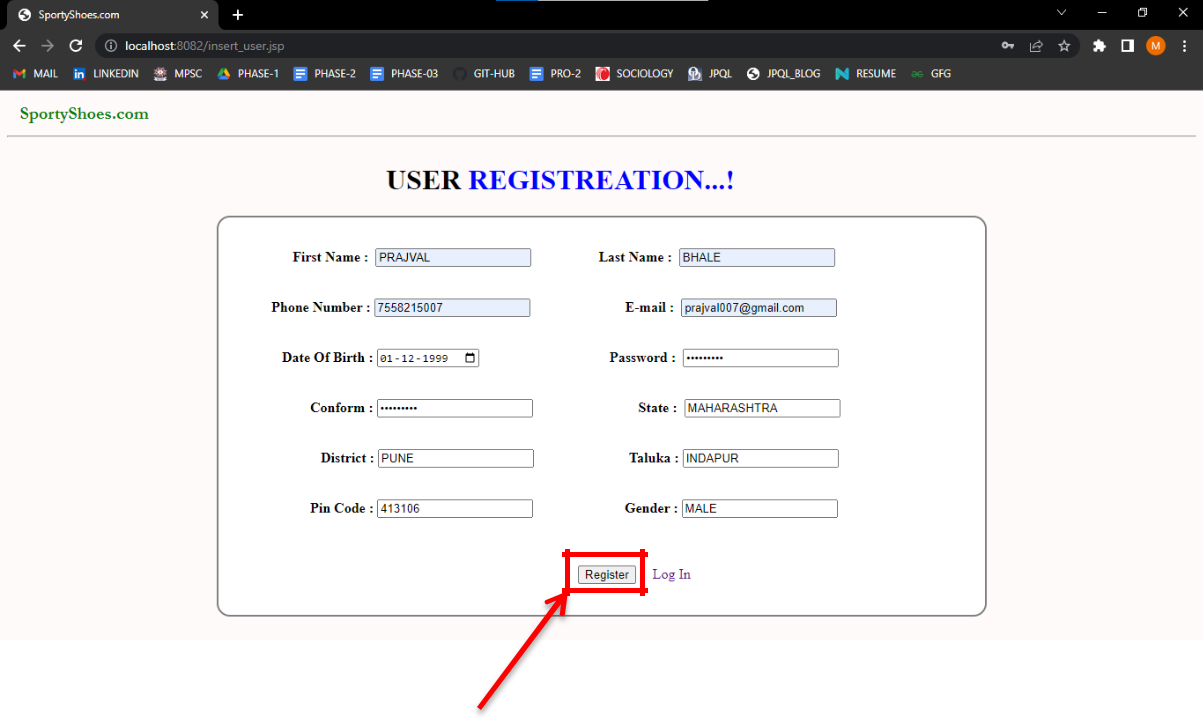 SportyShoes.com
localhost:8082/insert_user.jsp
M
MAIL LINKEDIN MPSC PHASE-1 PHASE-2 PHASE-03 GIT-HUB PRO-2 SOCIOLOGY JPQL JPQL_BLOG RESUME GFG
SportyShoes.com
USER REGISTREATION...!
First Name : PRAJVAL Last Name : BHALE
Phone Number : 7558215007 E-mail : prajval007@gmail.com
Date Of Birth : 01-12-1999 Password : •••••••••
Conform : ••••••••• State : MAHARASHTRA
District : PUNE Taluka : INDAPUR
Pin Code : 413106 Gender : MALE
Register Log In